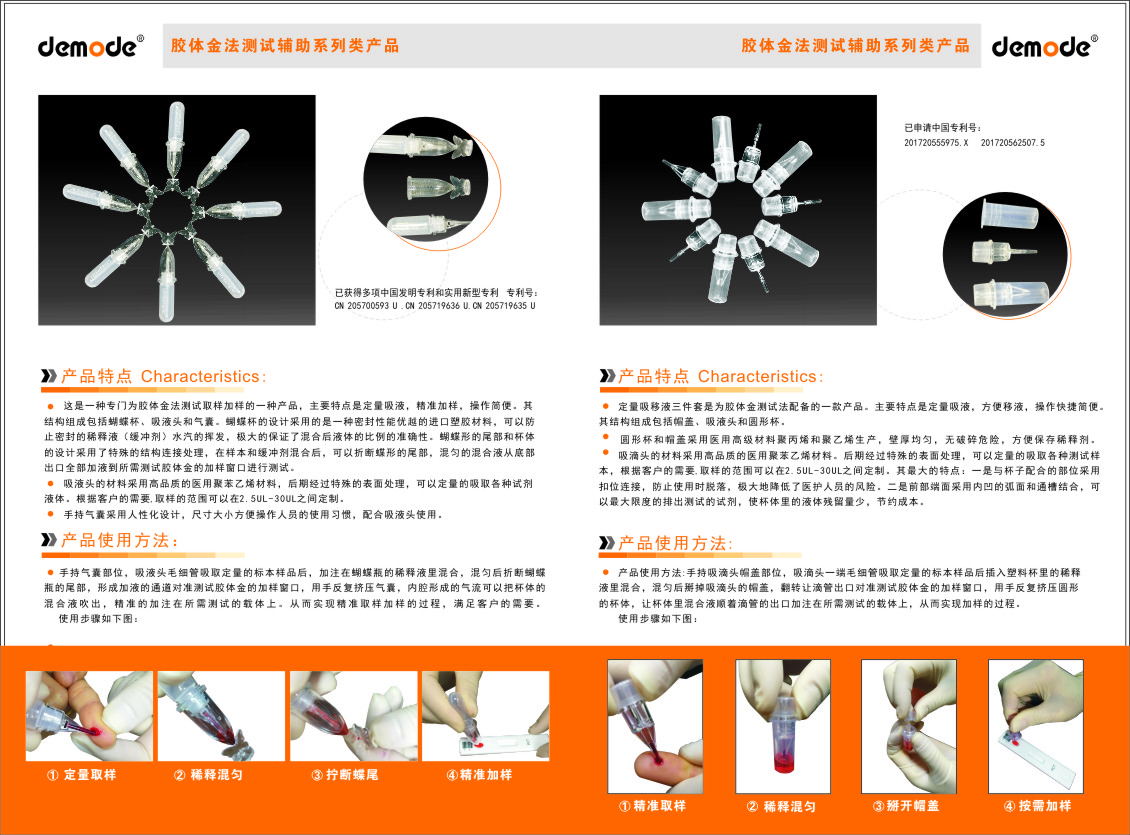 demode®
胶体金法测试辅助系列类产品
胶体金法测试辅助系列类产品
demode®
已获得多项中国发明专利和实用新型专利 专利号：
CN 205700593 U .CN 205719636 U.CN 205719635 U
已申请中国专利号：
201720555975.X 201720562507.5
产品特点 Characteristics:
● 这是一种专门为胶体金法测试取样加样的一种产品，主要特点是定量吸液，精准加样，操作简便。其
结构组成包括蝴蝶杯、吸液头和气囊。蝴蝶杯的设计采用的是一种密封性能优越的进口塑胶材料，可以防
止密封的稀释液（缓冲剂）水汽的挥发，极大的保证了混合后液体的比例的准确性。蝴蝶形的尾部和杯体
的设计采用了特殊的结构连接处理，在样本和缓冲剂混合后，可以折断蝶形的尾部，混匀的混合液从底部
出口全部加液到所需测试胶体金的加样窗口进行测试。
● 吸液头的材料采用高品质的医用聚苯乙烯材料，后期经过特殊的表面处理，可以定量的吸取各种试剂
液体。根据客户的需要.取样的范围可以在2.5UL-30UL之间定制。
● 手持气囊采用人性化设计，尺寸大小方便操作人员的使用习惯，配合吸液头使用。
产品使用方法：
● 手持气囊部位，吸液头毛细管吸取定量的标本样品后，加注在蝴蝶瓶的稀释液里混合，混匀后折断蝴蝶
瓶的尾部，形成加液的通道对准测试胶体金的加样窗口，用手反复挤压气囊，内腔形成的气流可以把杯体的
混合液吹出，精准的加注在所需测试的载体上。从而实现精准取样加样的过程，满足客户的需要。
使用步骤如下图：
产品特点 Characteristics:
● 定量吸移液三件套是为胶体金测试法配备的一款产品。主要特点是定量吸液，方便移液，操作快捷简便。
其结构组成包括帽盖、吸液头和圆形杯。
● 圆形杯和帽盖采用医用高级材料聚丙烯和聚乙烯生产，壁厚均匀，无破碎危险，方便保存稀释剂。
● 吸滴头的材料采用高品质的医用聚苯乙烯材料。后期经过特殊的表面处理，可以定量的吸取各种测试样
本，根据客户的需要.取样的范围可以在2.5UL-30UL之间定制。其最大的特点：一是与杯子配合的部位采用
扣位连接，防止使用时脱落，极大地降低了医护人员的风险。二是前部端面采用内凹的弧面和通槽结合，可
以最大限度的排出测试的试剂，使杯体里的液体残留量少，节约成本。
产品使用方法:
● 产品使用方法:手持吸滴头帽盖部位，吸滴头一端毛细管吸取定量的标本样品后插入塑料杯里的稀释
液里混合，混匀后掰掉吸滴头的帽盖，翻转让滴管出口对准测试胶体金的加样窗口，用手反复挤压圆形
的杯体，让杯体里混合液顺着滴管的出口加注在所需测试的载体上，从而实现加样的过程。
使用步骤如下图：
① 定量取样
② 稀释混匀
③ 拧断蝶尾
④精准加样
①精准取样
② 稀释混匀
③掰开帽盖
④ 按需加样